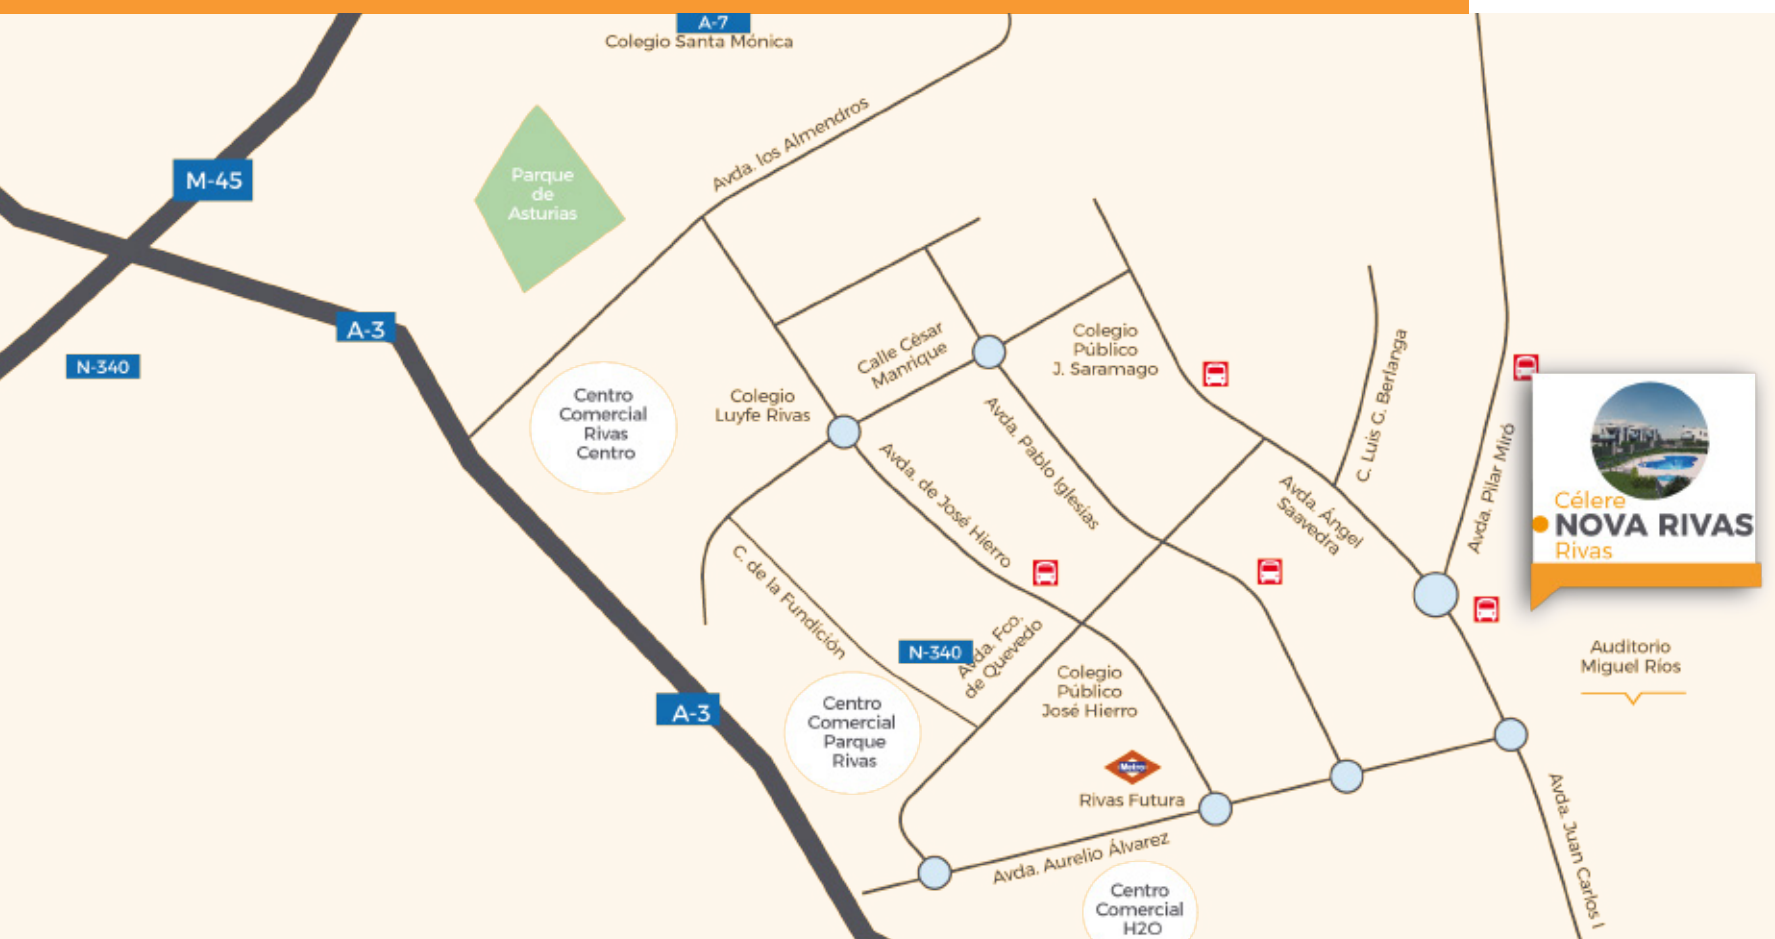 A-7
Colegio Santa Mónica
Avda. los Almendros
M-45
Parque
de
Asturias
A-3
N-340
Centro
Comercial
Rivas
Centro
Colegio
Luyfe Rivas
Calle César
Manrique
Colegio
Público
J. Saramago
C. Luis G. Berlanga
Avda. Pilar Miró
Avda. Pablo Iglesias
Avda. de José Hierro
Avda. Ángel
Saavedra
Célere
NOVA RIVAS
Rivas
C. de la Fundición
N-340
Avda. Fco.
de Quevedo
Auditorio
Miguel Ríos
A-3
Centro
Comercial
Parque
Rivas
Colegio
Público
José Hierro
Metro
Rivas Futura
Avda. Aurelio Álvarez
Avda. Juan Carlos I
Centro
Comercial
H2O